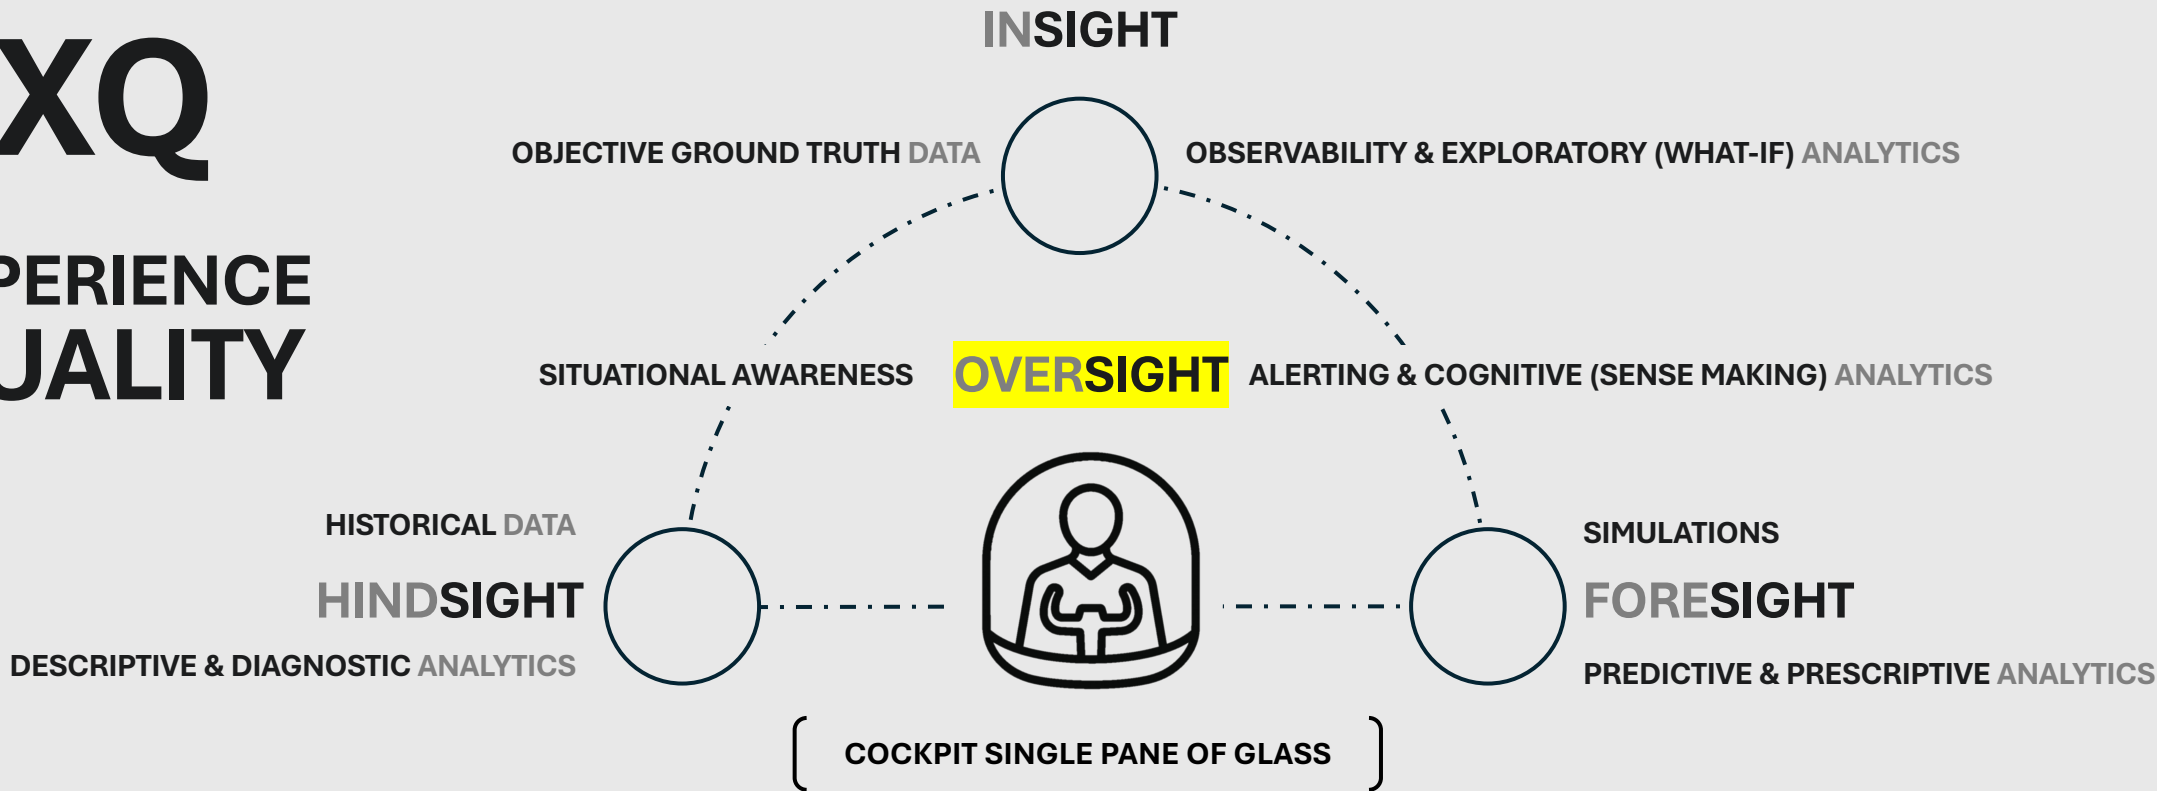 XQ
PERIENCE
UALITY
INSIGHT
OBJECTIVE GROUND TRUTH DATA
OBSERVABILITY & EXPLORATORY (WHAT-IF) ANALYTICS
SITUATIONAL AWARENESS
OVERSIGHT
ALERTING & COGNITIVE (SENSE MAKING) ANALYTICS
HISTORICAL DATA
HINDSIGHT
DESCRIPTIVE & DIAGNOSTIC ANALYTICS
SIMULATIONS
FORESIGHT
PREDICTIVE & PRESCRIPTIVE ANALYTICS
COCKPIT SINGLE PANE OF GLASS